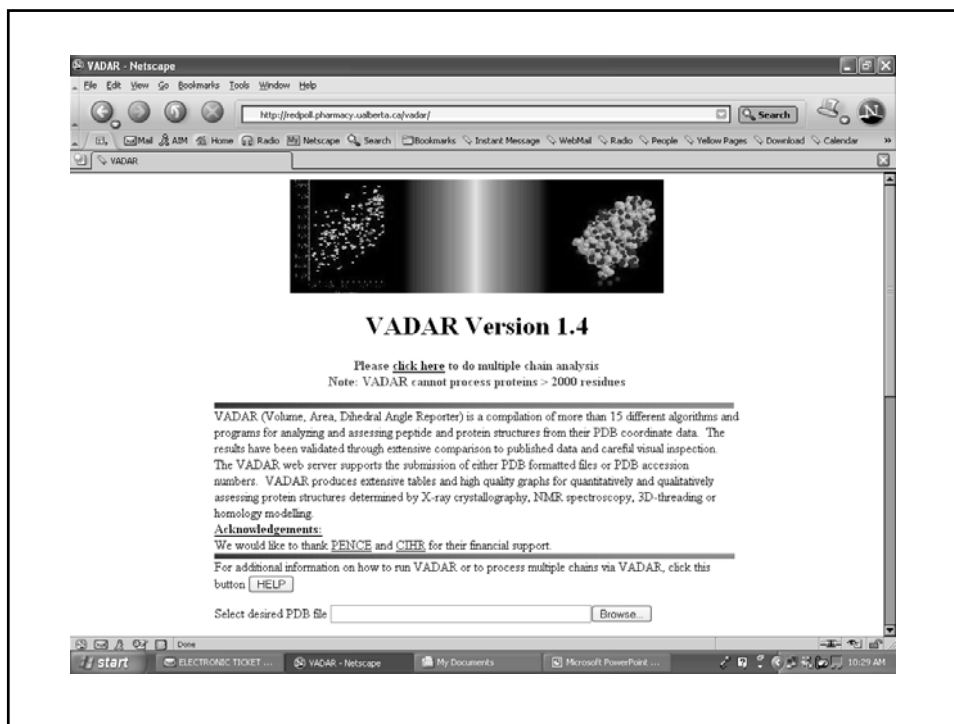 VADAR - Netscape
File Edit View Go Bookmarks Tools Window Help
http://redpoll.pharmacy.ualberta.ca/vadar/ Search N
Mail AIM Home Radio Netscape Search Bookmarks Instant Message WebMail Radio People Yellow Pages Download Calendar »
VADAR
VADAR Version 1.4
Please click here to do multiple chain analysis
Note: VADAR cannot process proteins > 2000 residues
VADAR (Volume, Area, Dihedral Angle Reporter) is a compilation of more than 15 different algorithms and
programs for analyzing and assessing peptide and protein structures from their PDB coordinate data. The
results have been validated through extensive comparison to published data and careful visual inspection.
The VADAR web server supports the submission of either PDB formatted files or PDB accession
numbers. VADAR produces extensive tables and high quality graphs for quantitatively and qualitatively
assessing protein structures determined by X-ray crystallography, NMR spectroscopy, 3D-threading or
homology modelling.
Acknowledgements:
We would like to thank PENCE and CIHR for their financial support.
For additional information on how to run VADAR or to process multiple chains via VADAR, click this
button HELP
Select desired PDB file Browse...
Done
start ELECTRONIC TICKET ... VADAR - Netscape My Documents Microsoft PowerPoint ... 10:29 AM